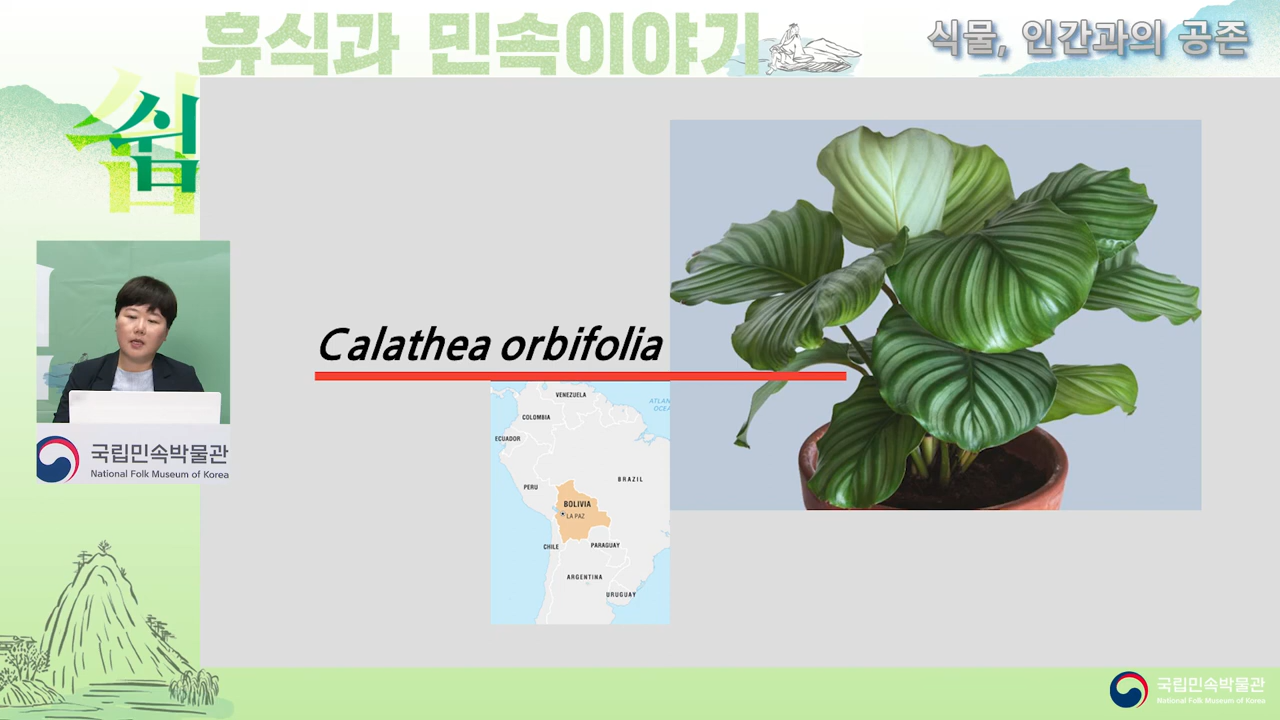 휴식과 민속이야기
식물, 인간과의 공존
쉼
국립민속박물관
National Folk Museum of Korea
Calathea orbifolia
VENEZUELA
COLOMBIA
ECUADOR
PERU
BRAZIL
BOLIVIA
LA PAZ
CHILE
PARAGUAY
ARGENTINA
URUGUAY
국립민속박물관
National Folk Museum of Korea